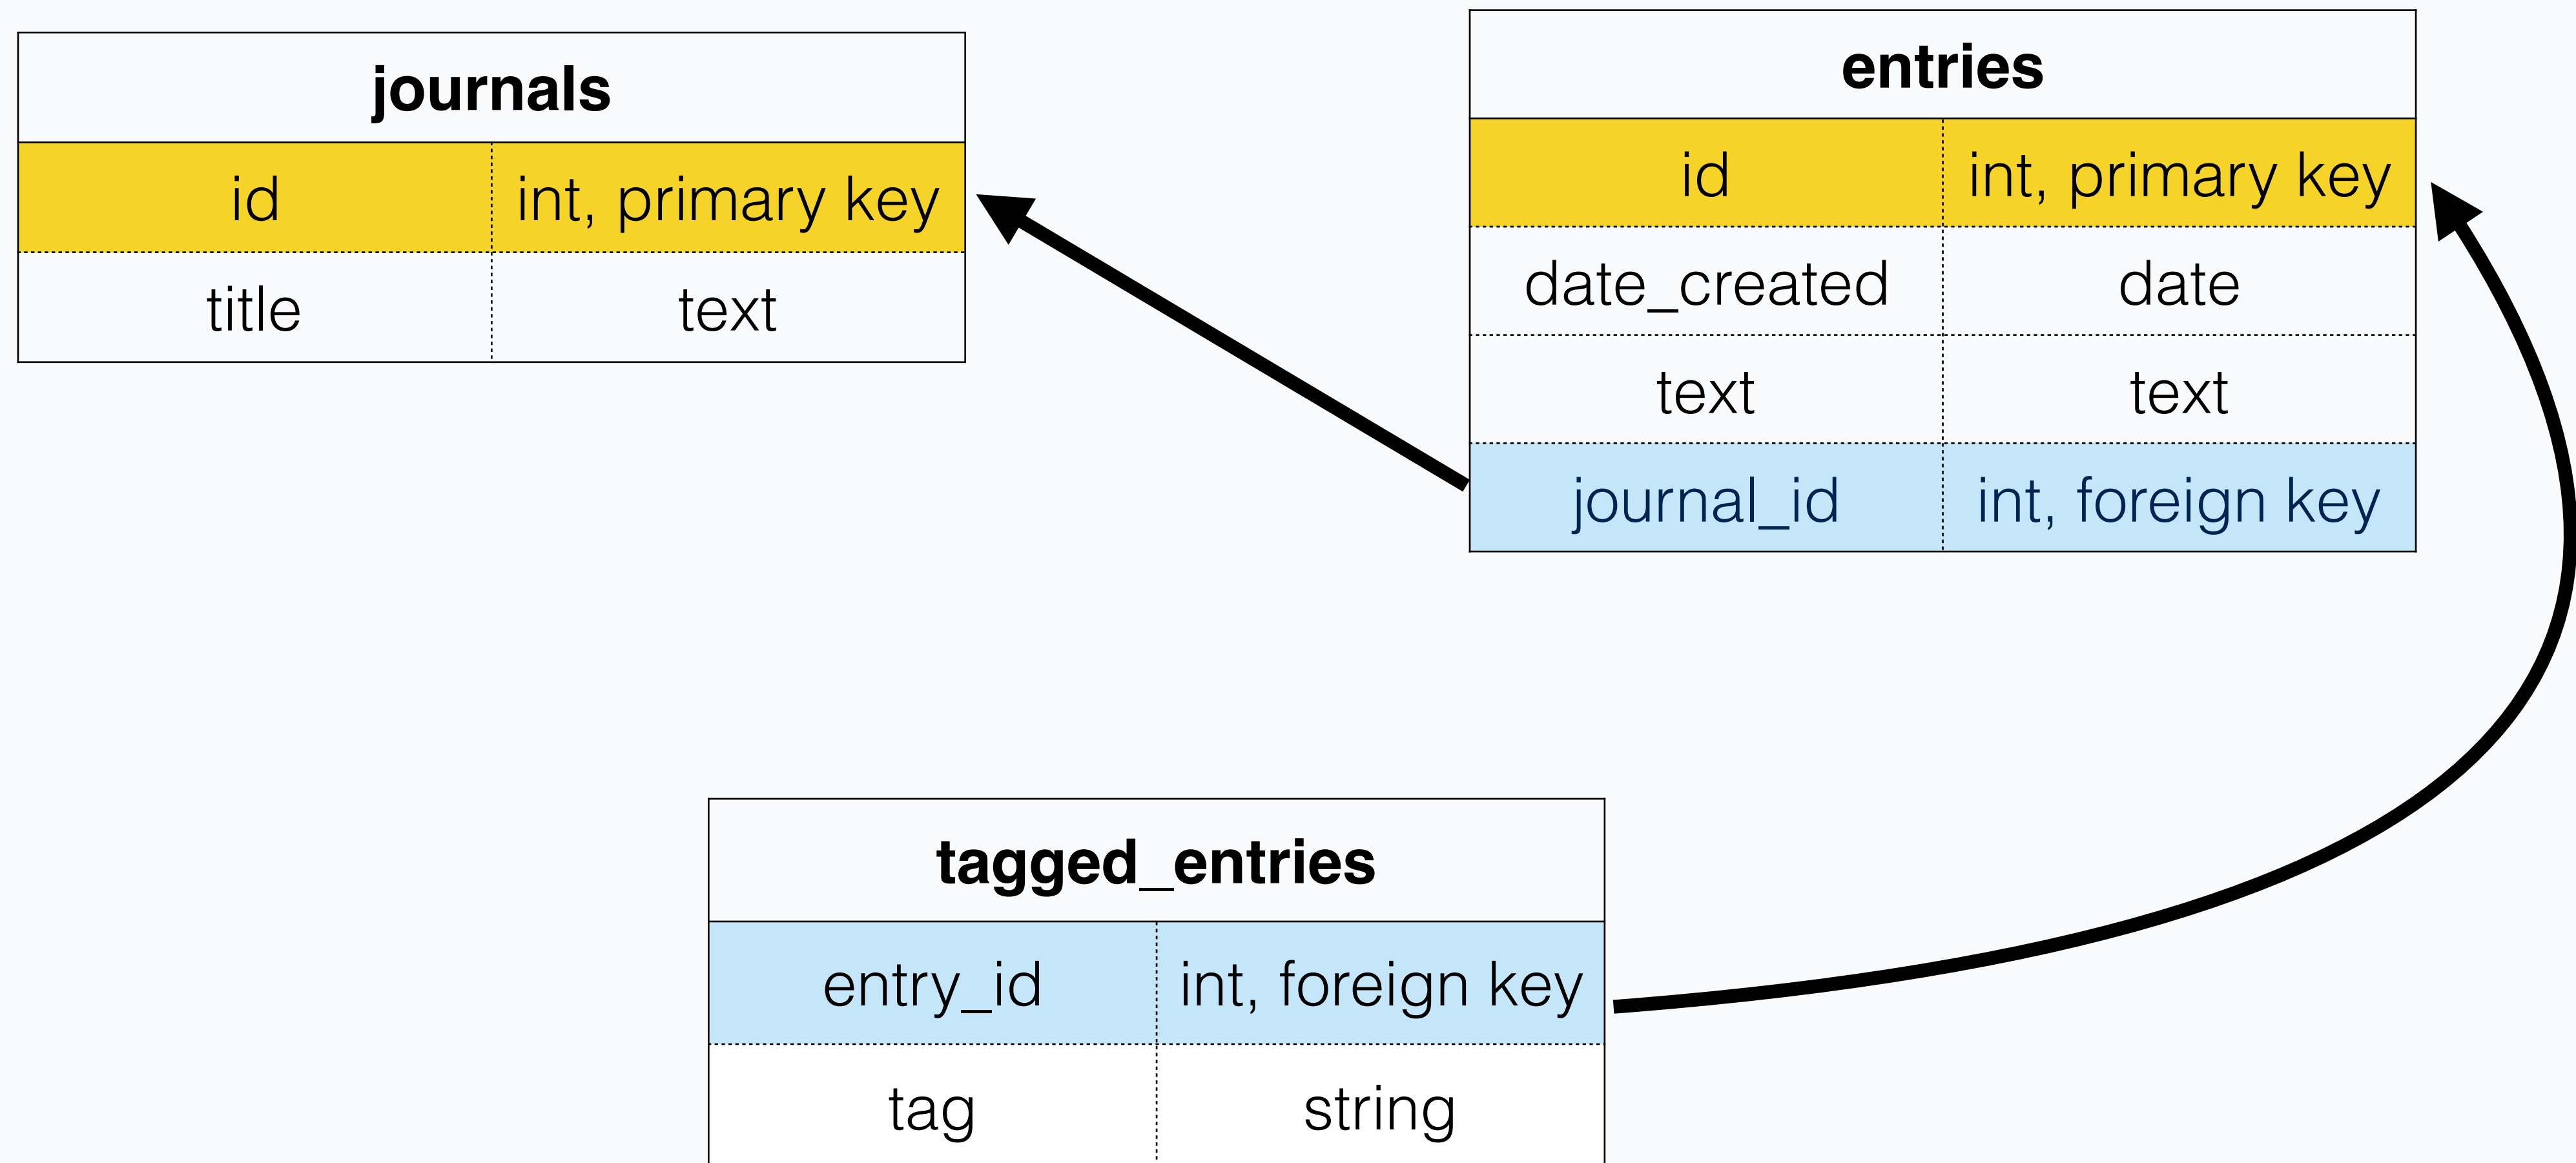 journals
id int, primary key
title text
entries
id int, primary key
date_created date
text text
journal_id int, foreign key
tagged_entries
entry_id int, foreign key
tag string